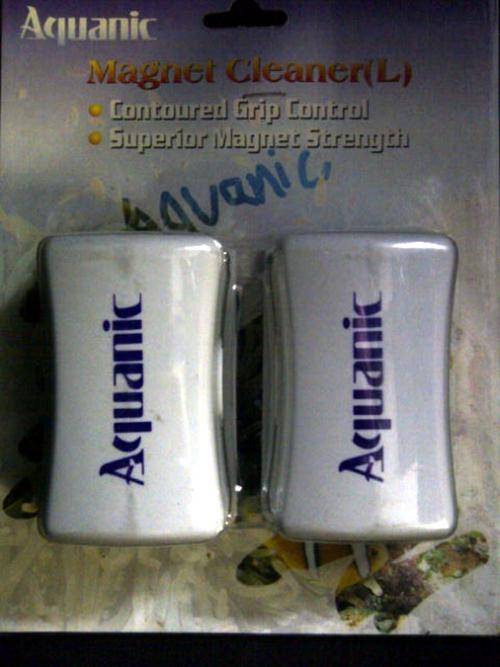 Aquanic
Magnet Cleaner(L)
Contoured Grip Control
Superior Magnet Strength
Aquanic,
Aquanic
Aquanic